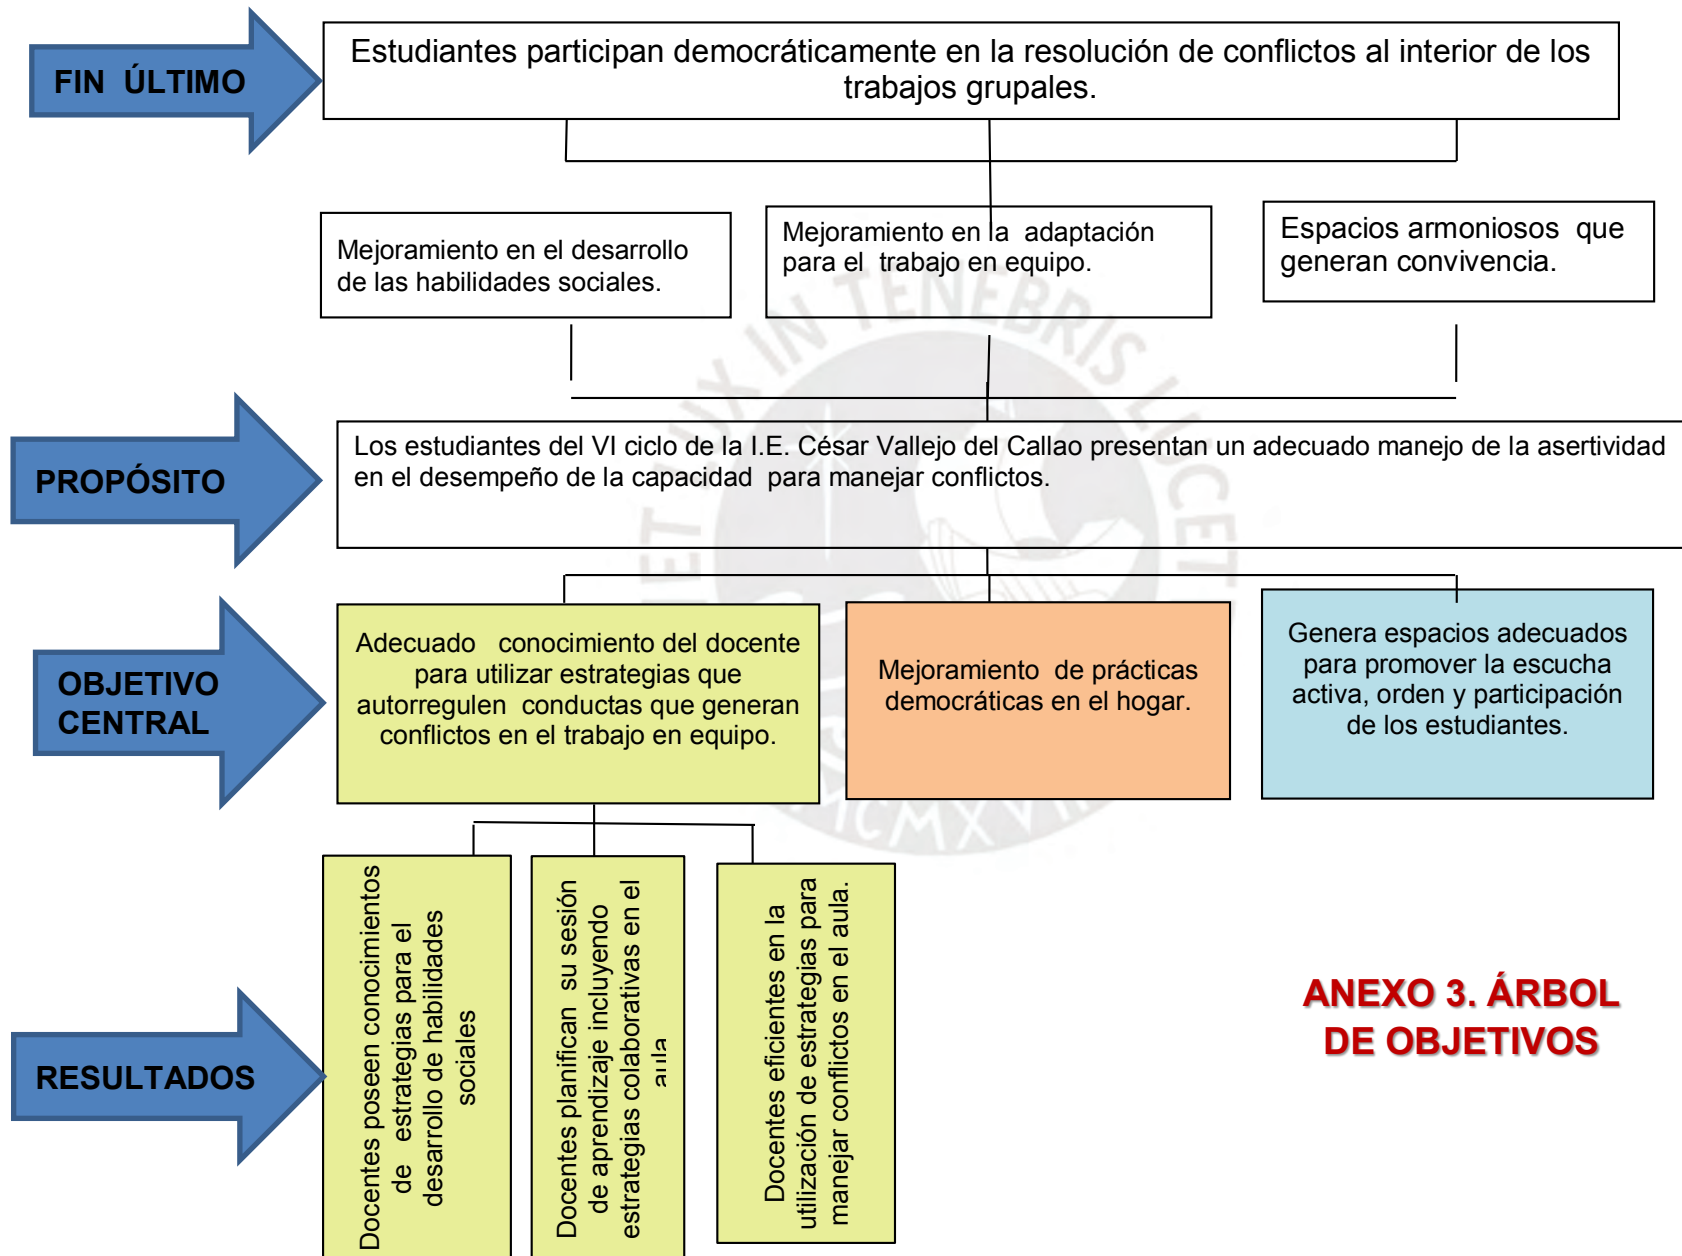 FIN ÚLTIMO
Estudiantes participan democráticamente en la resolución de conflictos al interior de los
trabajos grupales.
Mejoramiento en el desarrollo
de las habilidades sociales.
Mejoramiento en la adaptación
para el trabajo en equipo.
Espacios armoniosos que
generan convivencia.
PROPÓSITO
Los estudiantes del VI ciclo de la I.E. César Vallejo del Callao presentan un adecuado manejo de la asertividad
en el desempeño de la capacidad para manejar conflictos.
OBJETIVO
CENTRAL
Adecuado conocimiento del docente
para utilizar estrategias que
autorregulen conductas que generan
conflictos en el trabajo en equipo.
Mejoramiento de prácticas
democráticas en el hogar.
Genera espacios adecuados
para promover la escucha
activa, orden y participación
de los estudiantes.
RESULTADOS
Docentes poseen conocimientos
de estrategias para el
desarrollo de habilidades
sociales
Docentes planifican su sesión
de aprendizaje incluyendo
estrategias colaborativas en el
aula
Docentes eficientes en la
utilización de estrategias para
manejar conflictos en el aula.
ANEXO 3. ÁRBOL
DE OBJETIVOS
ET LUX IN TENEBRIS LUCET